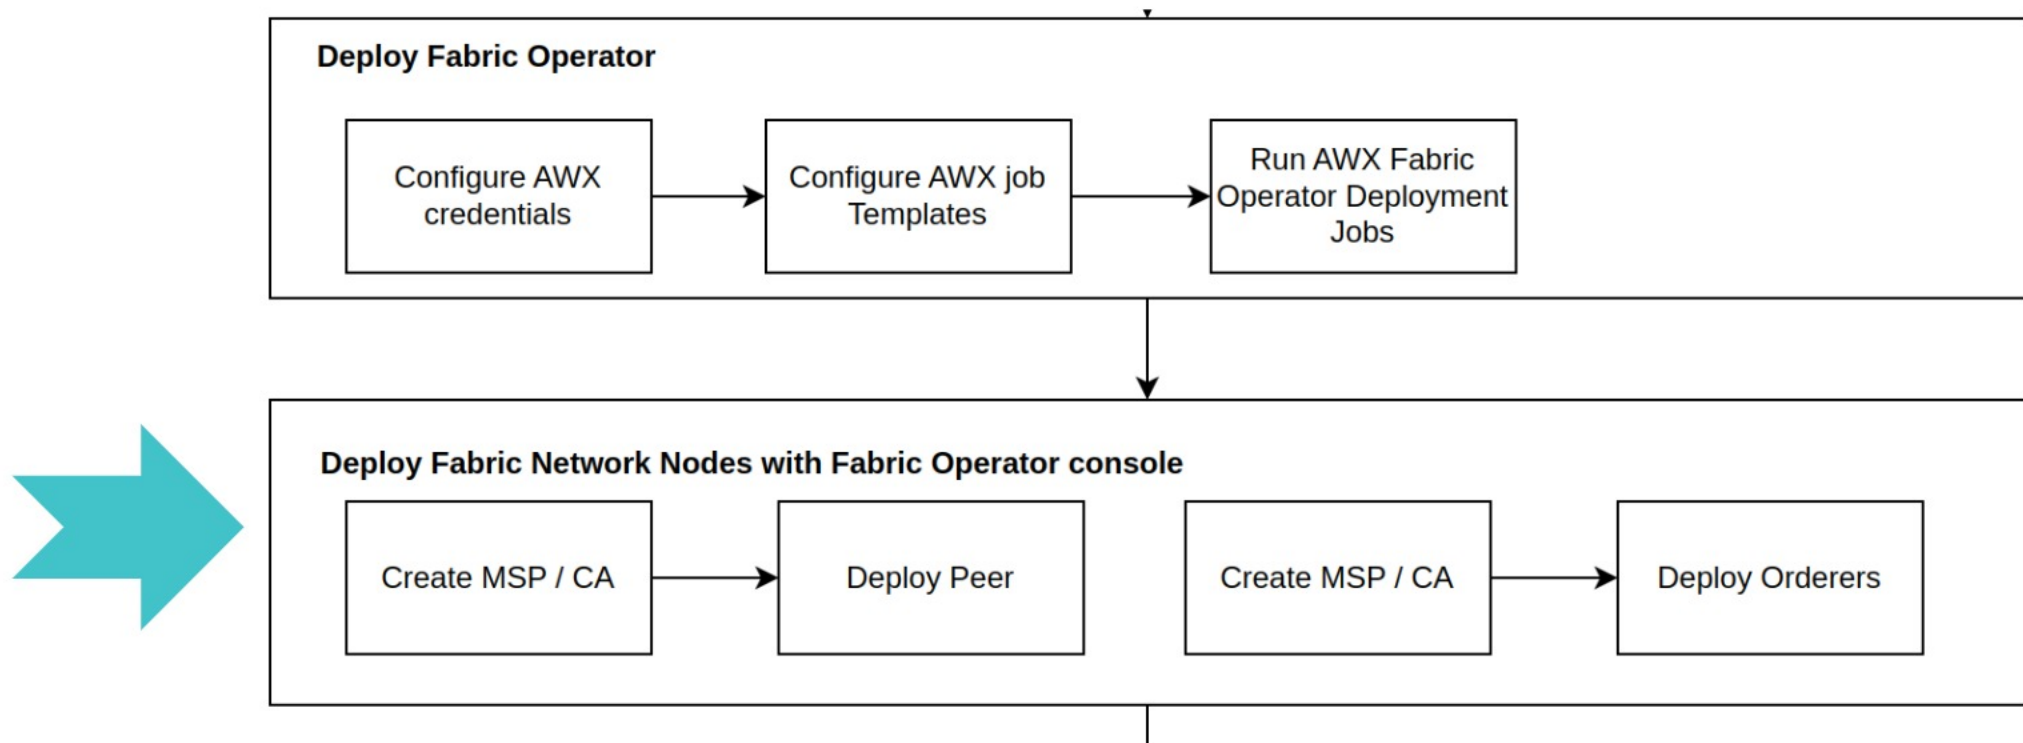 Deploy Fabric Operator
Configure AWX
credentials
Configure AWX job
Templates
Run AWX Fabric
Operator Deployment
Jobs
Deploy Fabric Network Nodes with Fabric Operator console
Create MSP / CA
Deploy Peer
Create MSP / CA
Deploy Orderers